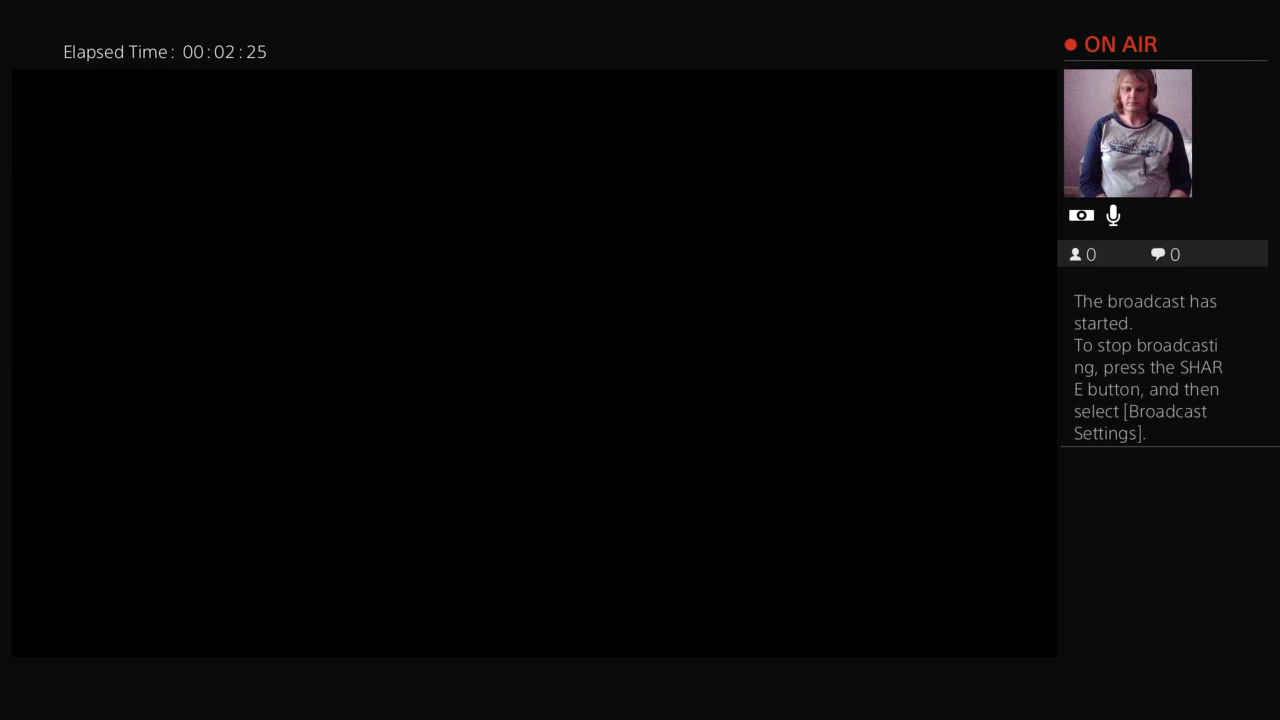 Elapsed Time: 00:02:25
ON AIR
0 0
The broadcast has
started.
To stop broadcasti
ng, press the SHAR
E button, and then
select [Broadcast
Settings].